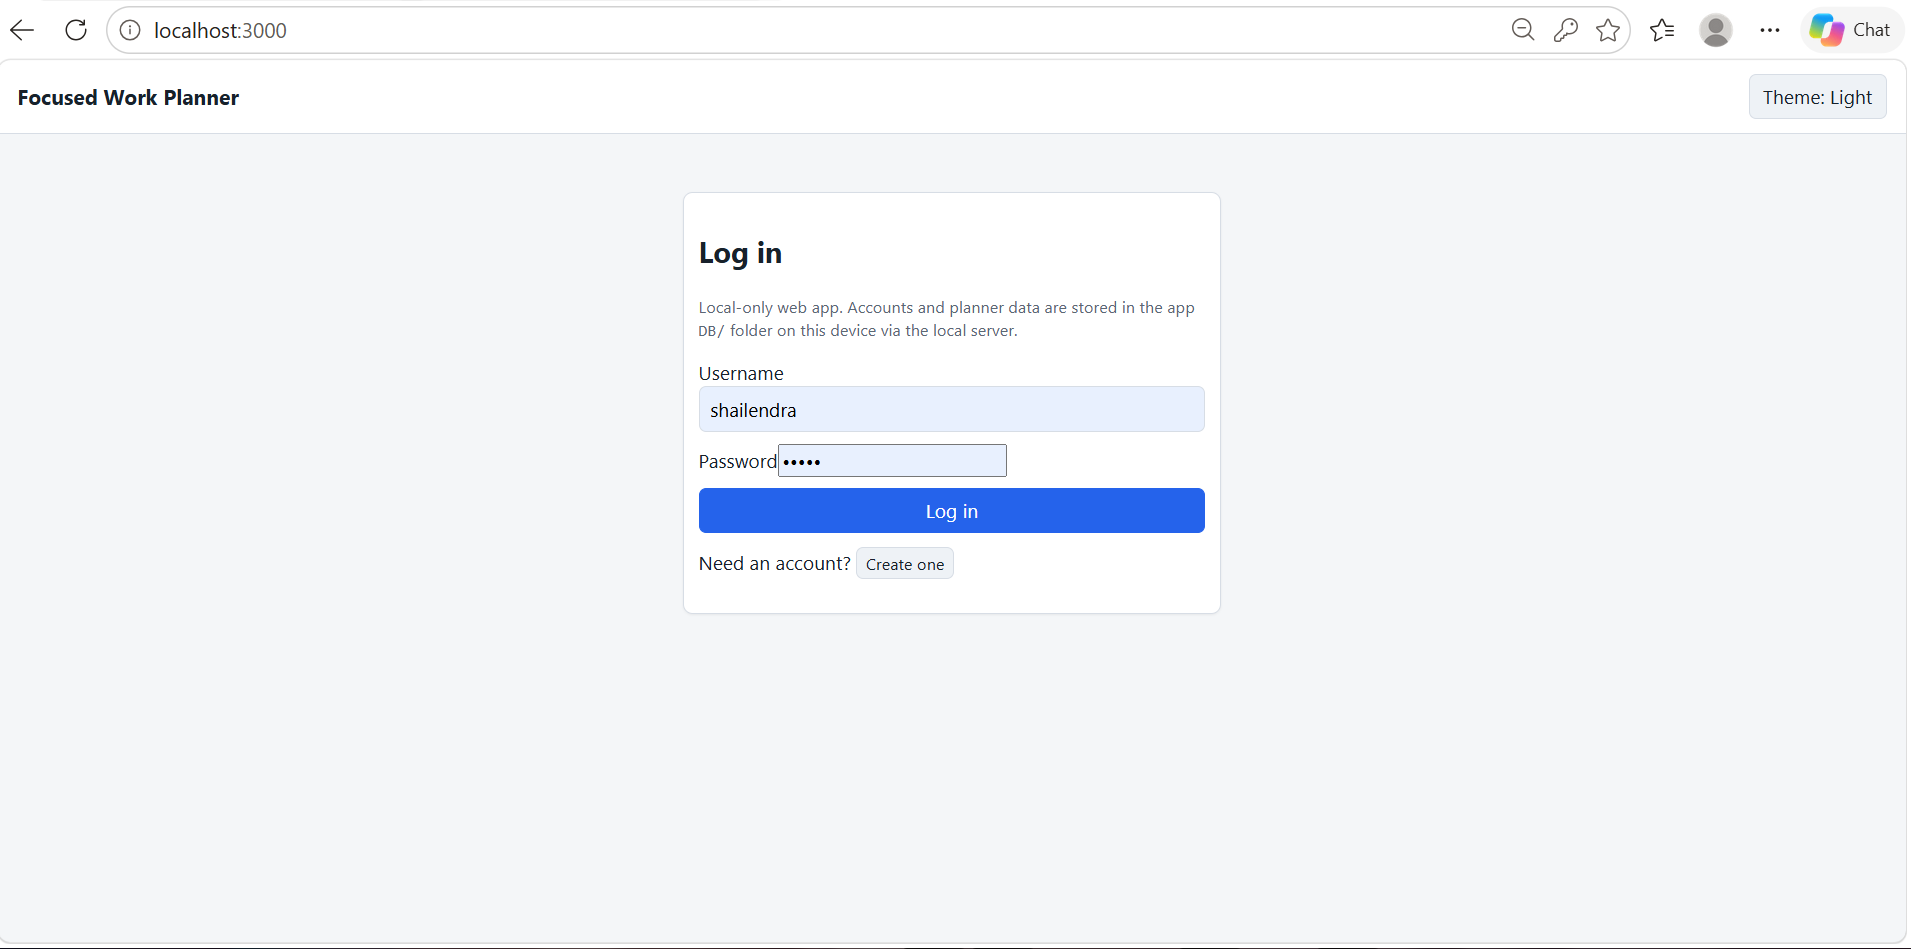 localhost:3000
Chat
Focused Work Planner
Theme: Light
Log in
Local-only web app. Accounts and planner data are stored in the app
DB/ folder on this device via the local server.
Username
shailendra
Password •••••
Log in
Need an account? Create one